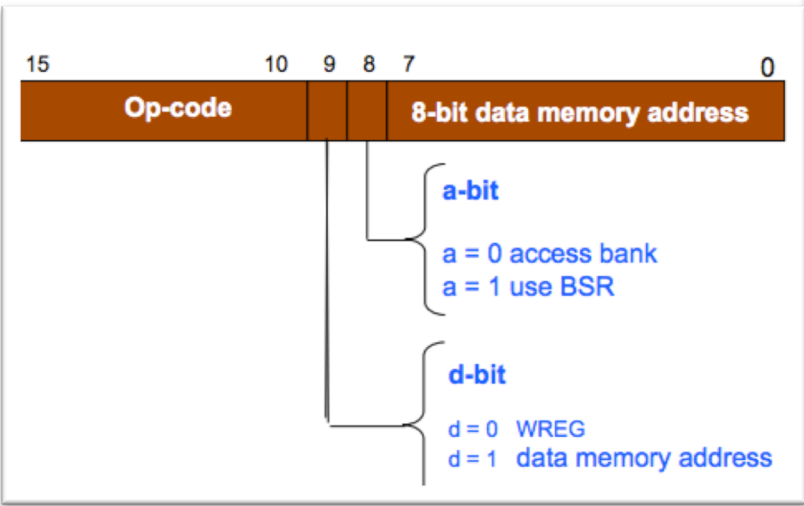 15 10 9 8 7 0
Op-code 8-bit data memory address
a-bit
a = 0 access bank
a = 1 use BSR
d-bit
d = 0 WREG
d = 1 data memory address